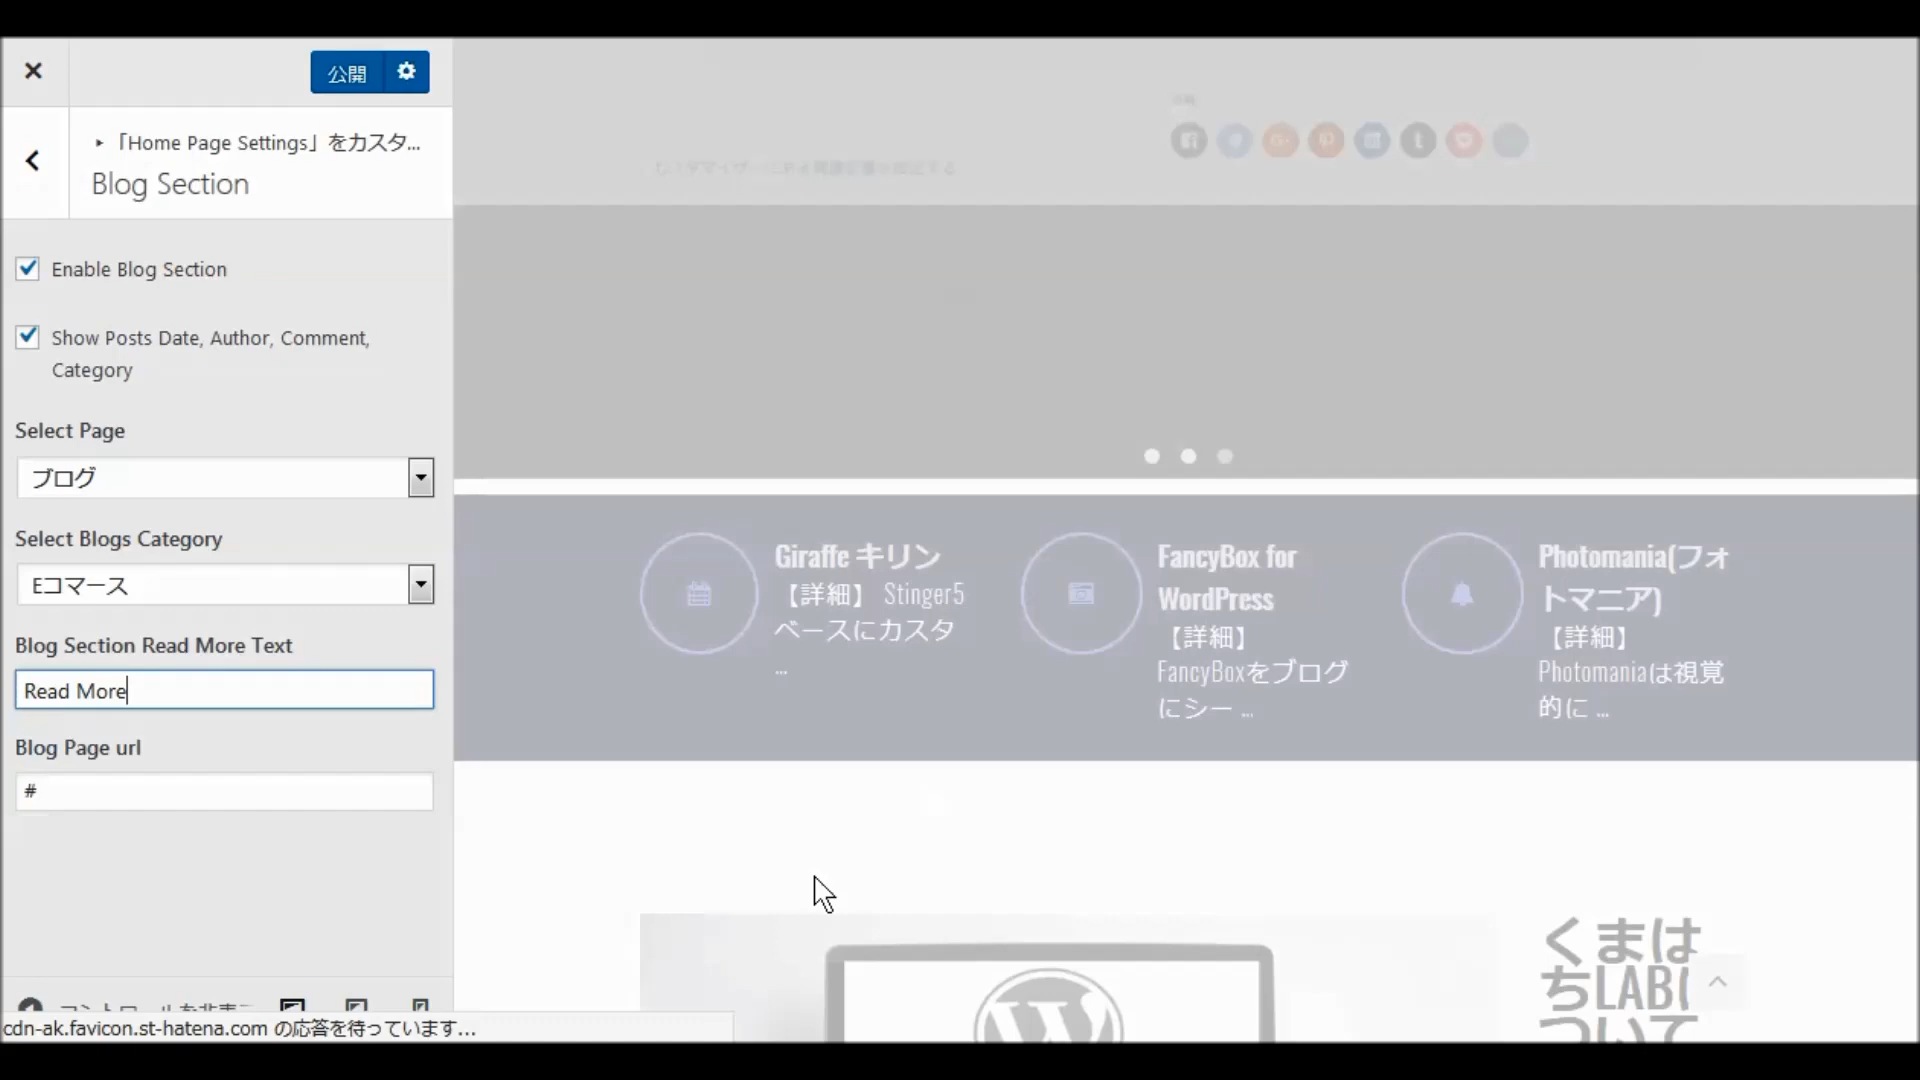 公開
▸「Home Page Settings」をカスタ...
Blog Section
Enable Blog Section
Show Posts Date, Author, Comment,
Category
Select Page
ブログ
Select Blogs Category
Eコマース
Blog Section Read More Text
Read More
Blog Page url
#
cdn-ak.favicon.st-hatena.com の応答を待っています...
Giraffe キリン
【詳細】 Stinger5
ベースにカスタ
...
FancyBox for
WordPress
【詳細】
FancyBoxをブログ
にシー ...
Photomania(フォ
トマニア)
【詳細】
Photomaniaは視覚
的に ...
くまは
ちLAB
ついて